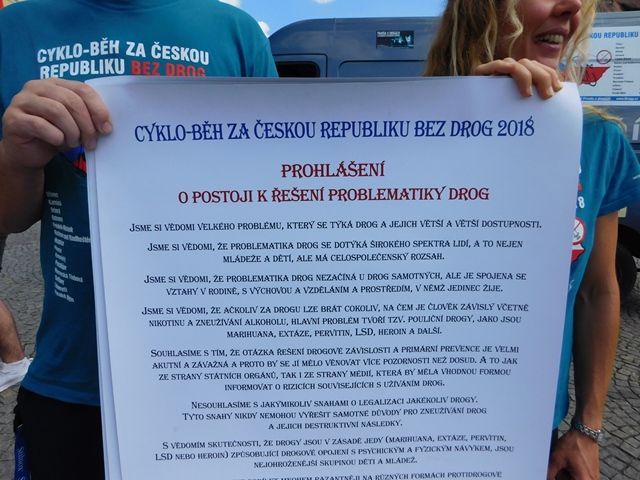 CYKLO-BĚH ZA ČESKOU
REPUBLIKU BEZ DROG
CYKLO-BĚH ZA ČESKOU REPUBLIKU BEZ DROG 2018
PROHLÁŠENÍ
O POSTOJI K ŘEŠENÍ PROBLEMATIKY DROG
JSME SI VĚDOMI VELKÉHO PROBLÉMU, KTERÝ SE TÝKÁ DROG A JEJICH VĚTŠÍ A VĚTŠÍ DOSTUPNOSTI.
JSME SI VĚDOMI, ŽE PROBLEMATIKA DROG SE DOTÝKÁ ŠIROKÉHO SPEKTRA LIDÍ, A TO NEJEN
MLÁDEŽE A DĚTÍ, ALE MÁ CELOSPOLEČENSKÝ ROZSAH.
JSME SI VĚDOMI, ŽE PROBLEMATIKA DROG NEZAČÍNÁ U DROG SAMOTNÝCH, ALE JE SPOJENA SE
VZTAHY V RODINĚ, S VÝCHOVOU A VZDĚLÁNÍM A PROSTŘEDÍM, V NĚMŽ JEDINEC ŽIJE.
JSME SI VĚDOMI, ŽE AČKOLIV ZA DROGU LZE BRÁT COKOLIV, NA ČEM JE ČLOVĚK ZÁVISLÝ VČETNĚ
NIKOTINU A ZNEUŽÍVÁNÍ ALKOHOLU, HLAVNÍ PROBLÉM TVOŘÍ TZV. POULIČNÍ DROGY, JAKO JSOU
MARIHUANA, EXTÁZE, PERVITIN, LSD, HEROIN A DALŠÍ.
SOUHLASÍME S TÍM, ŽE OTÁZKA ŘEŠENÍ DROGOVÉ ZÁVISLOSTI A PRIMÁRNÍ PREVENCE JE VELMI
AKUTNÍ A ZÁVAŽNÁ A PROTO BY SE JÍ MĚLO VĚNOVAT VÍCE POZORNOSTI NEŽ DOSUD. A TO JAK
ZE STRANY STÁTNÍCH ORGÁNŮ, TAK I ZE STRANY MÉDIÍ, KTERÁ BY MĚLA VHODNOU FORMOU
INFORMOVAT O RIZICÍCH SOUVISEJÍCÍCH S UŽÍVÁNÍM DROG.
NESOUHLASÍME S JAKÝMIKOLIV SNAHAMI O LEGALIZACI JAKÉKOLIV DROGY.
TYTO SNAHY NIKDY NEMOHOU VYŘEŠIT SAMOTNÉ DŮVODY PRO ZNEUŽÍVÁNÍ DROG
A JEJICH DESTRUKTIVNÍ NÁSLEDKY.
S VĚDOMÍM SKUTEČNOSTI, ŽE DROGY JSOU V ZÁSADĚ JEDY (MARIHUANA, EXTÁZE, PERVITIN,
LSD NEBO HEROIN) ZPŮSOBUJÍCÍ DROGOVÉ OPOJENÍ S PSYCHICKÝM A FYZICKÝM NÁVYKEM, JSOU
NEJOHROŽENĚJŠÍ SKUPINOU DĚTI A MLÁDEŽ.
NA RŮZNÝCH FORMÁCH PROTIDROGOVÉ
REPUBLIKU BEZ DROG